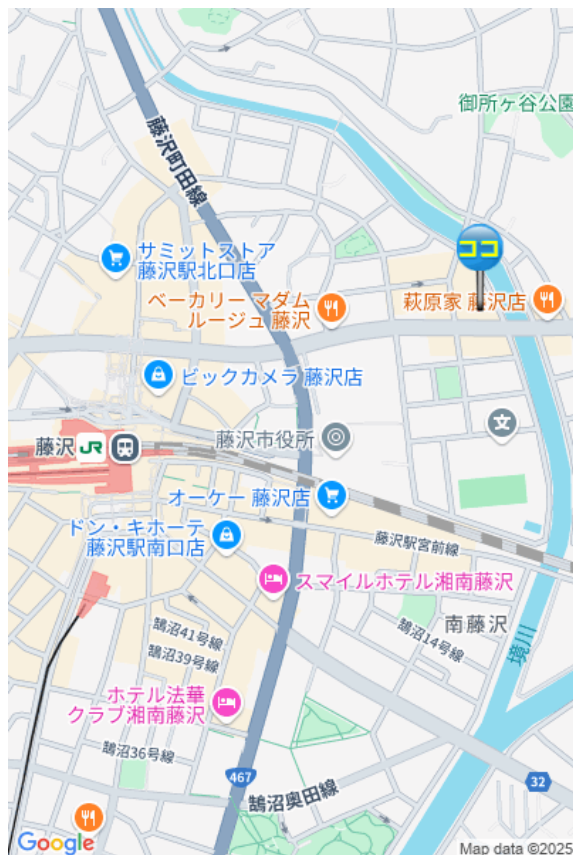 御所ヶ谷公園
藤沢町田線
ココ
サミットストア
藤沢駅北口店
ベーカリー マダム
ルージュ 藤沢
萩原家 藤沢店
ビックカメラ 藤沢店
文
藤沢市役所
藤沢 JR
オーケー 藤沢店
ドン・キホーテ
藤沢駅南口店
藤沢駅宮前線
スマイルホテル湘南藤沢
鵠沼41号線
鵠沼14号線
南藤沢
境川
鵠沼39号線
ホテル法華
クラブ湘南藤沢
鵠沼36号線
467
鵠沼奥田線
32
Google
Map data ©2025